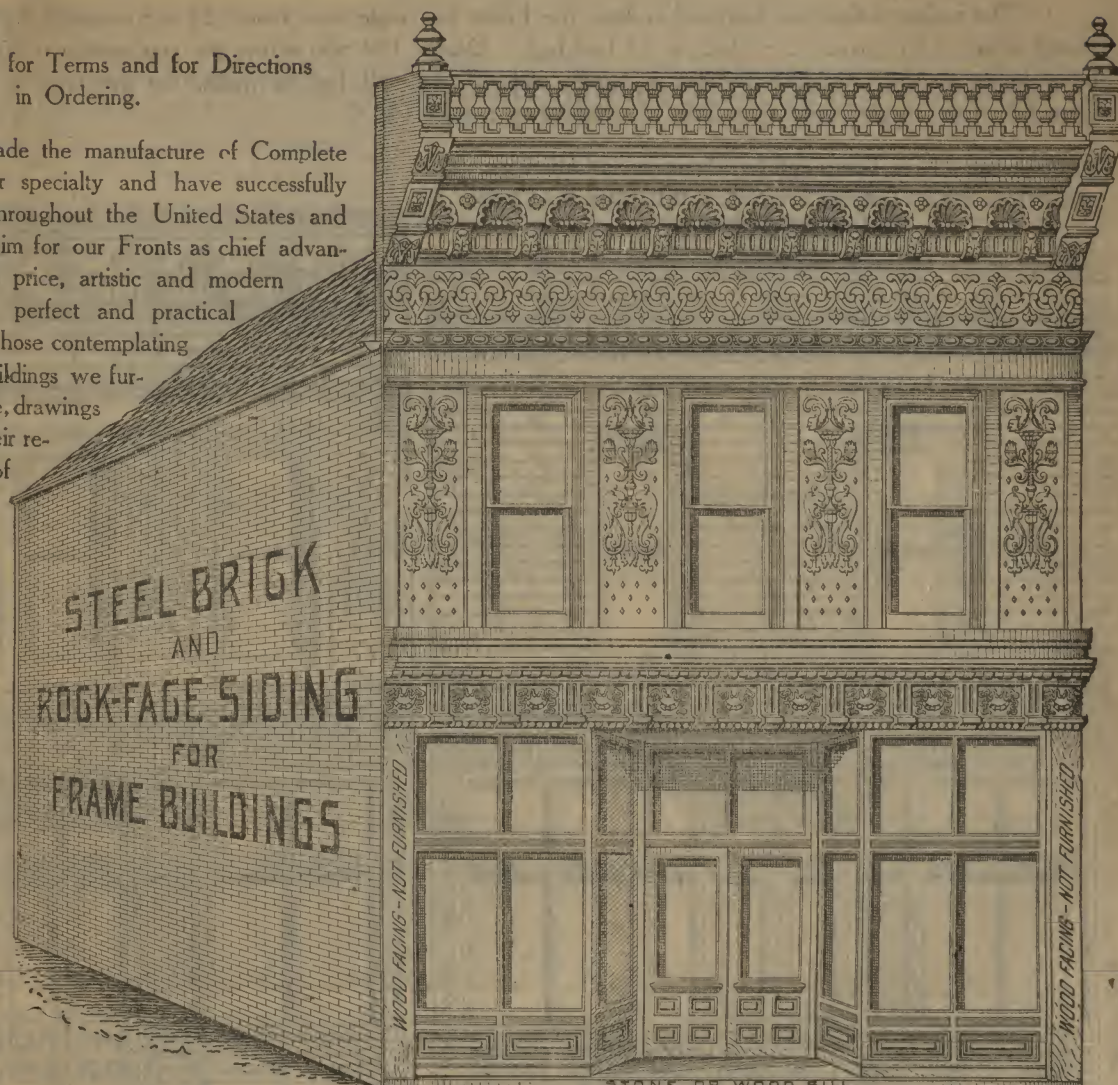 for Terms and for Directions
in Ordering.
ade the manufacture of Complete
r specialty and have successfully
hroughout the United States and
im for our Fronts as chief advan-
price, artistic and modern
perfect and practical
hose contemplating
ildings we fur-
, drawings
eir re-
of
STEEL BRICK
AND
ROCK-FACE SIDING
FOR
FRAME BUILDINGS
WOOD FACING - NOT FURNISHED
WOOD FACING - NOT FURNISHED
STONE OR WOOD SILL